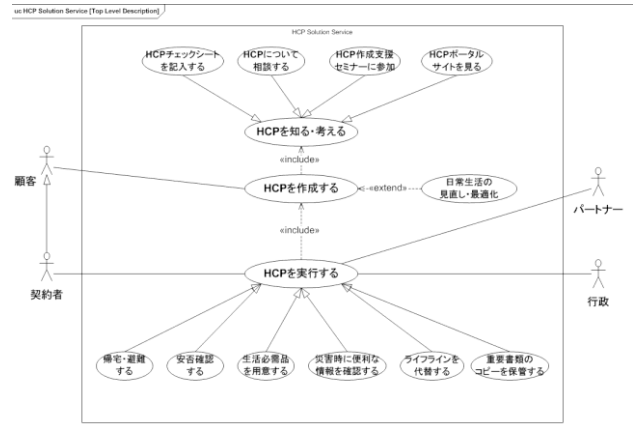 uc HCP Solution Service [Top Level Description]
HCP Solution Service
HCPチェックシート
を記入する
HCPについて
相談する
HCP作成支援
セミナーに参加
HCPポータル
サイトを見る
HCPを知る・考える
«include»
顧客
HCPを作成する
«extend»
日常生活の
見直し・最適化
パートナー
«include»
契約者
HCPを実行する
行政
帰宅・避難
する
安否確認
する
生活必需品
を用意する
災害時に便利な
情報を確認する
ライフラインを
代替する
重要書類の
コピーを保管する